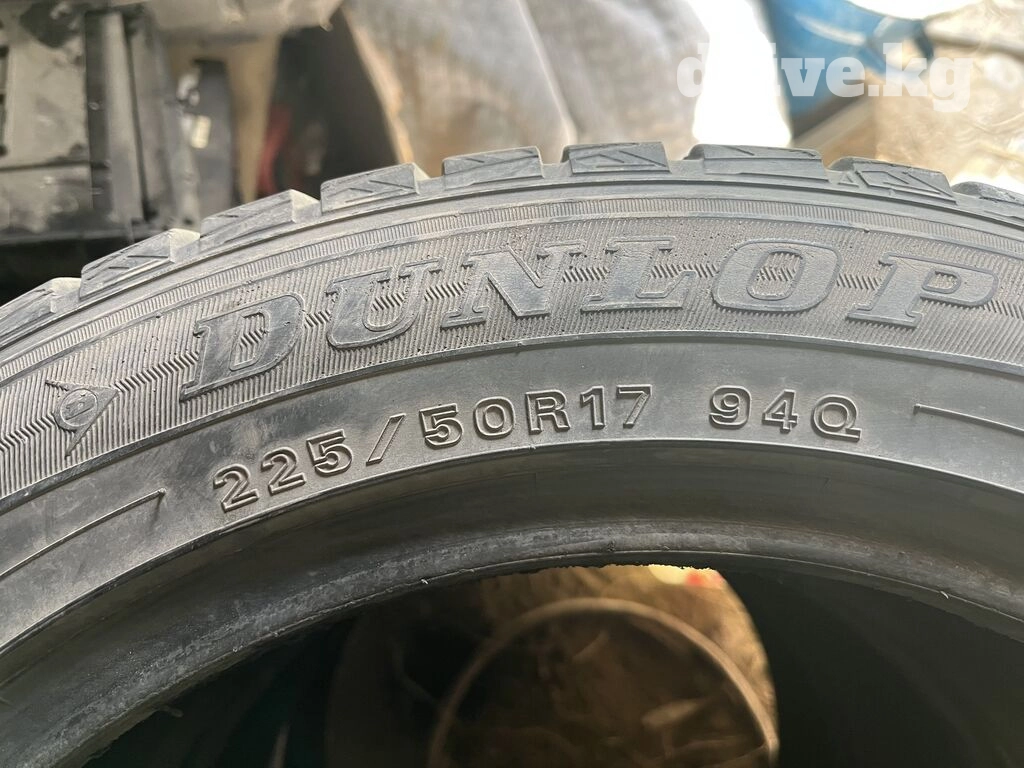 drive.kg
DUNLOP
225/50R17 94Q